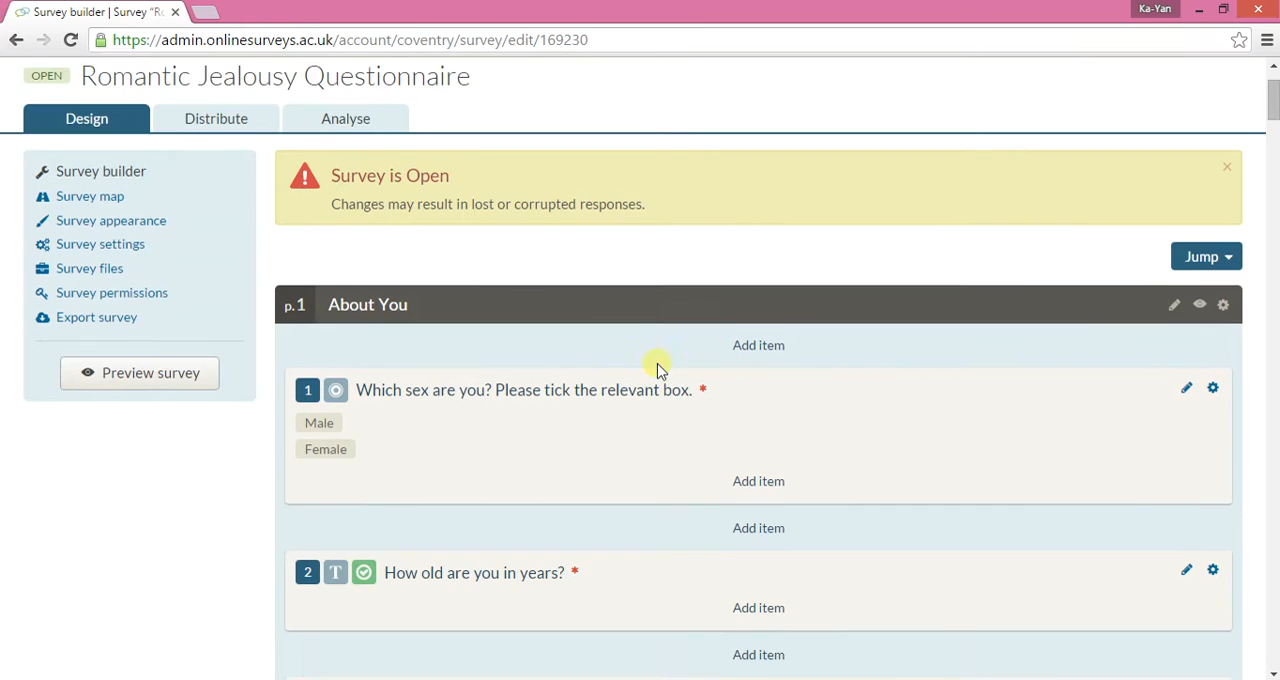 Survey builder | Survey "Ro
Ka-Yan
https://admin.onlinesurveys.ac.uk/account/coventry/survey/edit/169230
OPEN Romantic Jealousy Questionnaire
Design Distribute Analyse
Survey builder
Survey map
Survey appearance
Survey settings
Survey files
Survey permissions
Export survey
Preview survey
Survey is Open
Changes may result in lost or corrupted responses.
Jump
p.1 About You
Add item
1 Which sex are you? Please tick the relevant box. *
Male
Female
Add item
Add item
2 T How old are you in years? *
Add item
Add item